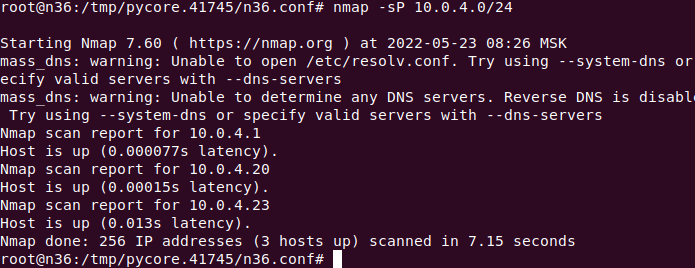 root@n36:/tmp/pycore.41745/n36.conf# nmap -sP 10.0.4.0/24
Starting Nmap 7.60 ( https://nmap.org ) at 2022-05-23 08:26 MSK
mass_dns: warning: Unable to open /etc/resolv.conf. Try using --system-dns or
ecify valid servers with --dns-servers
mass_dns: warning: Unable to determine any DNS servers. Reverse DNS is disabl
 Try using --system-dns or specify valid servers with --dns-servers
Nmap scan report for 10.0.4.1
Host is up (0.000077s latency).
Nmap scan report for 10.0.4.20
Host is up (0.00015s latency).
Nmap scan report for 10.0.4.23
Host is up (0.013s latency).
Nmap done: 256 IP addresses (3 hosts up) scanned in 7.15 seconds
root@n36:/tmp/pycore.41745/n36.conf#